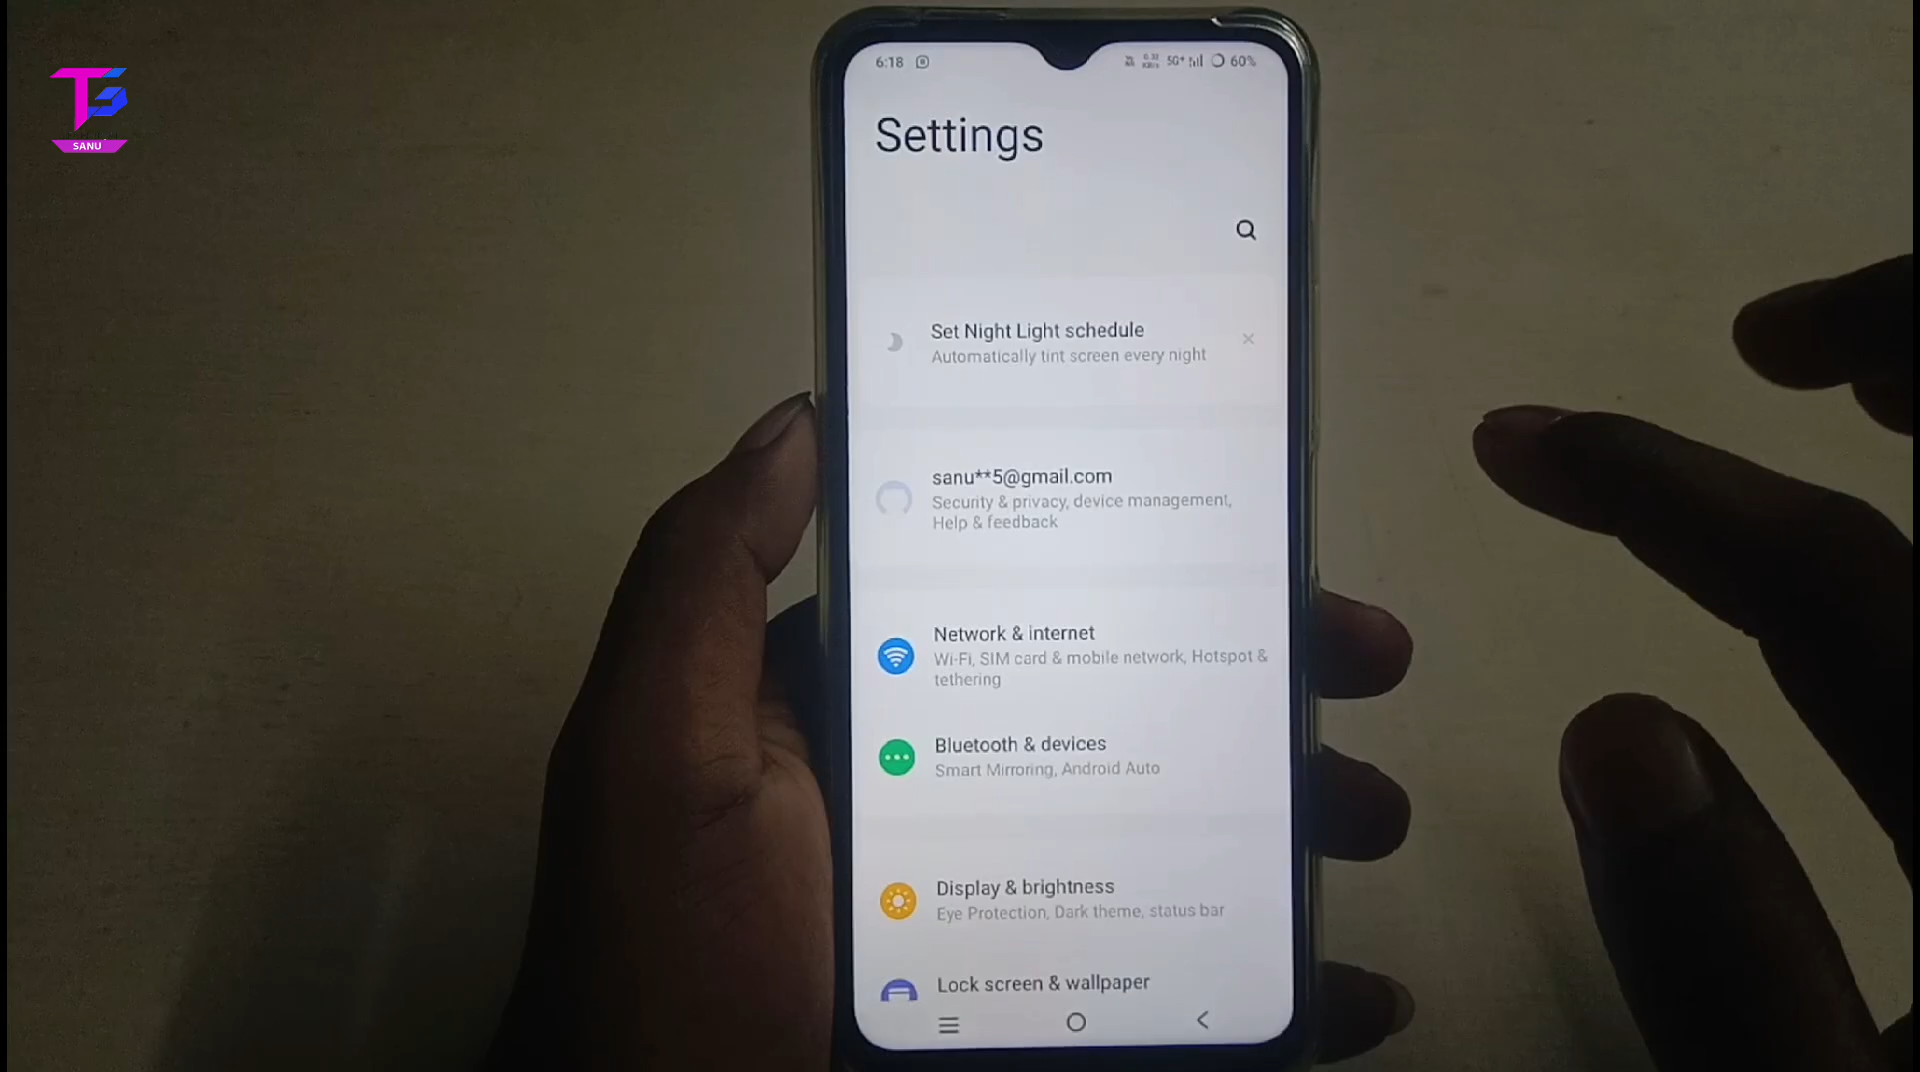 TS
SANU
6:18 5G+ 60%
Settings
Set Night Light schedule
Automatically tint screen every night
sanu**5@gmail.com
Security & privacy, device management,
Help & feedback
Network & internet
Wi-Fi, SIM card & mobile network, Hotspot &
tethering
Bluetooth & devices
Smart Mirroring, Android Auto
Display & brightness
Eye Protection, Dark theme, status bar
Lock screen & wallpaper